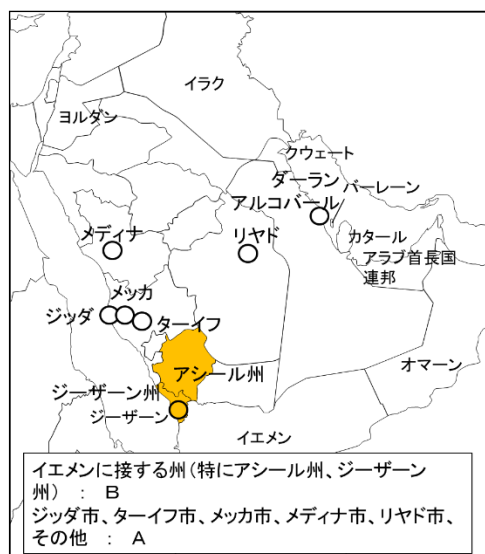 イラク
ヨルダン
クウェート
ダーラン
バーレーン
アルコバール
メディナ
リヤド
カタール
アラブ首長国
連邦
メッカ
ジッダ
ターイフ
アシール州
オマーン
ジーザーン州
ジーザーン
イエメン
イエメンに接する州（特にアシール州、ジーザーン
州） ： Ｂ
ジッダ市、ターイフ市、メッカ市、メディナ市、リヤド市、
その他 ： Ａ